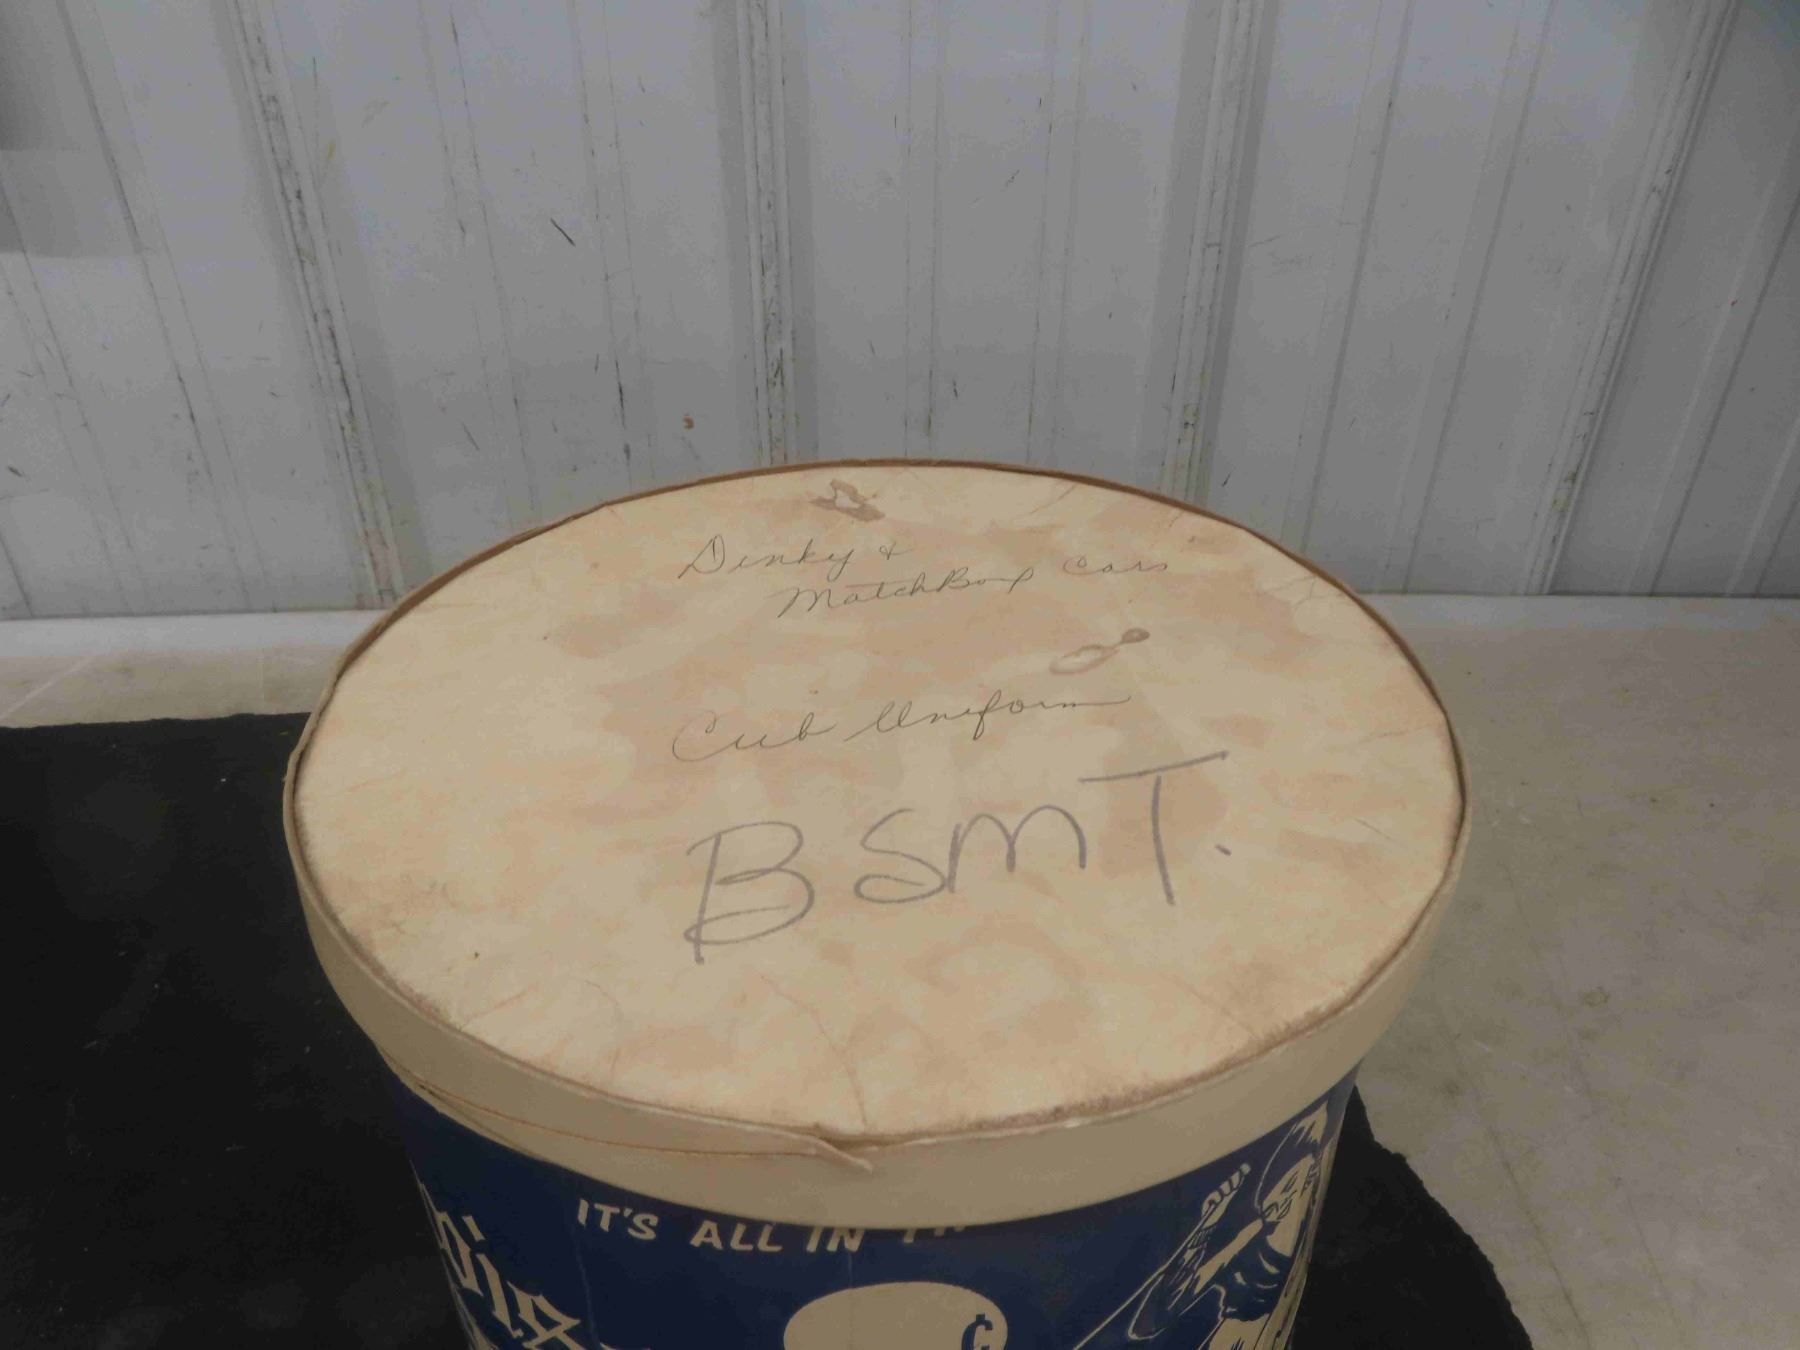 Dinky &
MatchBox Cars
Cub Uniform
BSMT.
IT'S ALL IN
¢